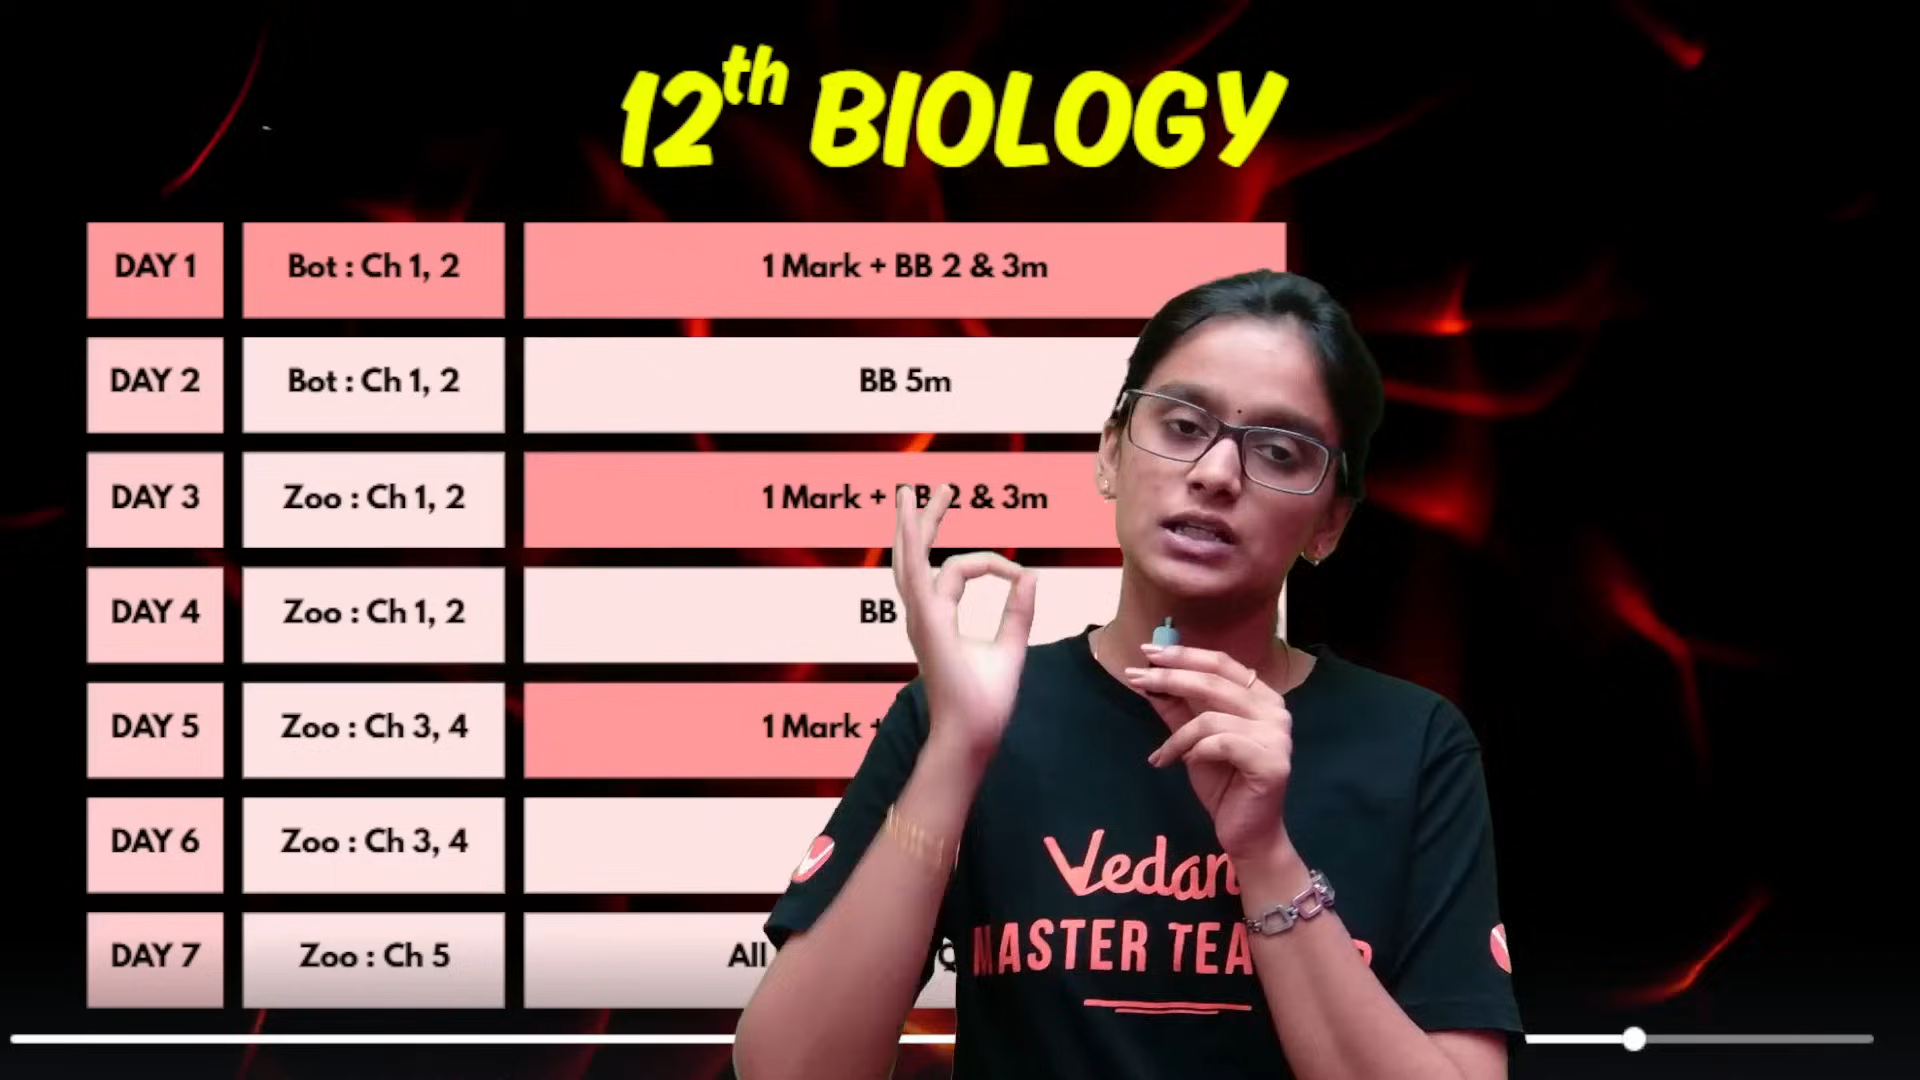 12th BIOLOGY
DAY 1 Bot : Ch 1, 2 1 Mark + BB 2 & 3m
DAY 2 Bot : Ch 1, 2 BB 5m
DAY 3 Zoo : Ch 1, 2 1 Mark + BB 2 & 3m
DAY 4 Zoo : Ch 1, 2 BB
DAY 5 Zoo : Ch 3, 4 1 Mark +
DAY 6 Zoo : Ch 3, 4
DAY 7 Zoo : Ch 5 All
Vedan
MASTER TEA